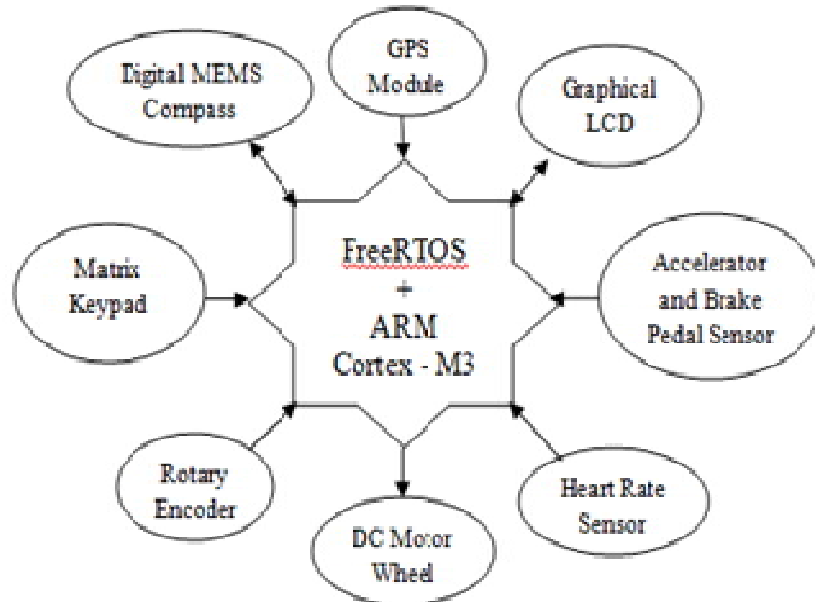 GPS
Module
Digital MEMS
Compass
Graphical
LCD
Matrix
Keypad
FreeRTOS
+
ARM
Cortex - M3
Accelerator
and Brake
Pedal Sensor
Rotary
Encoder
DC Motor
Wheel
Heart Rate
Sensor